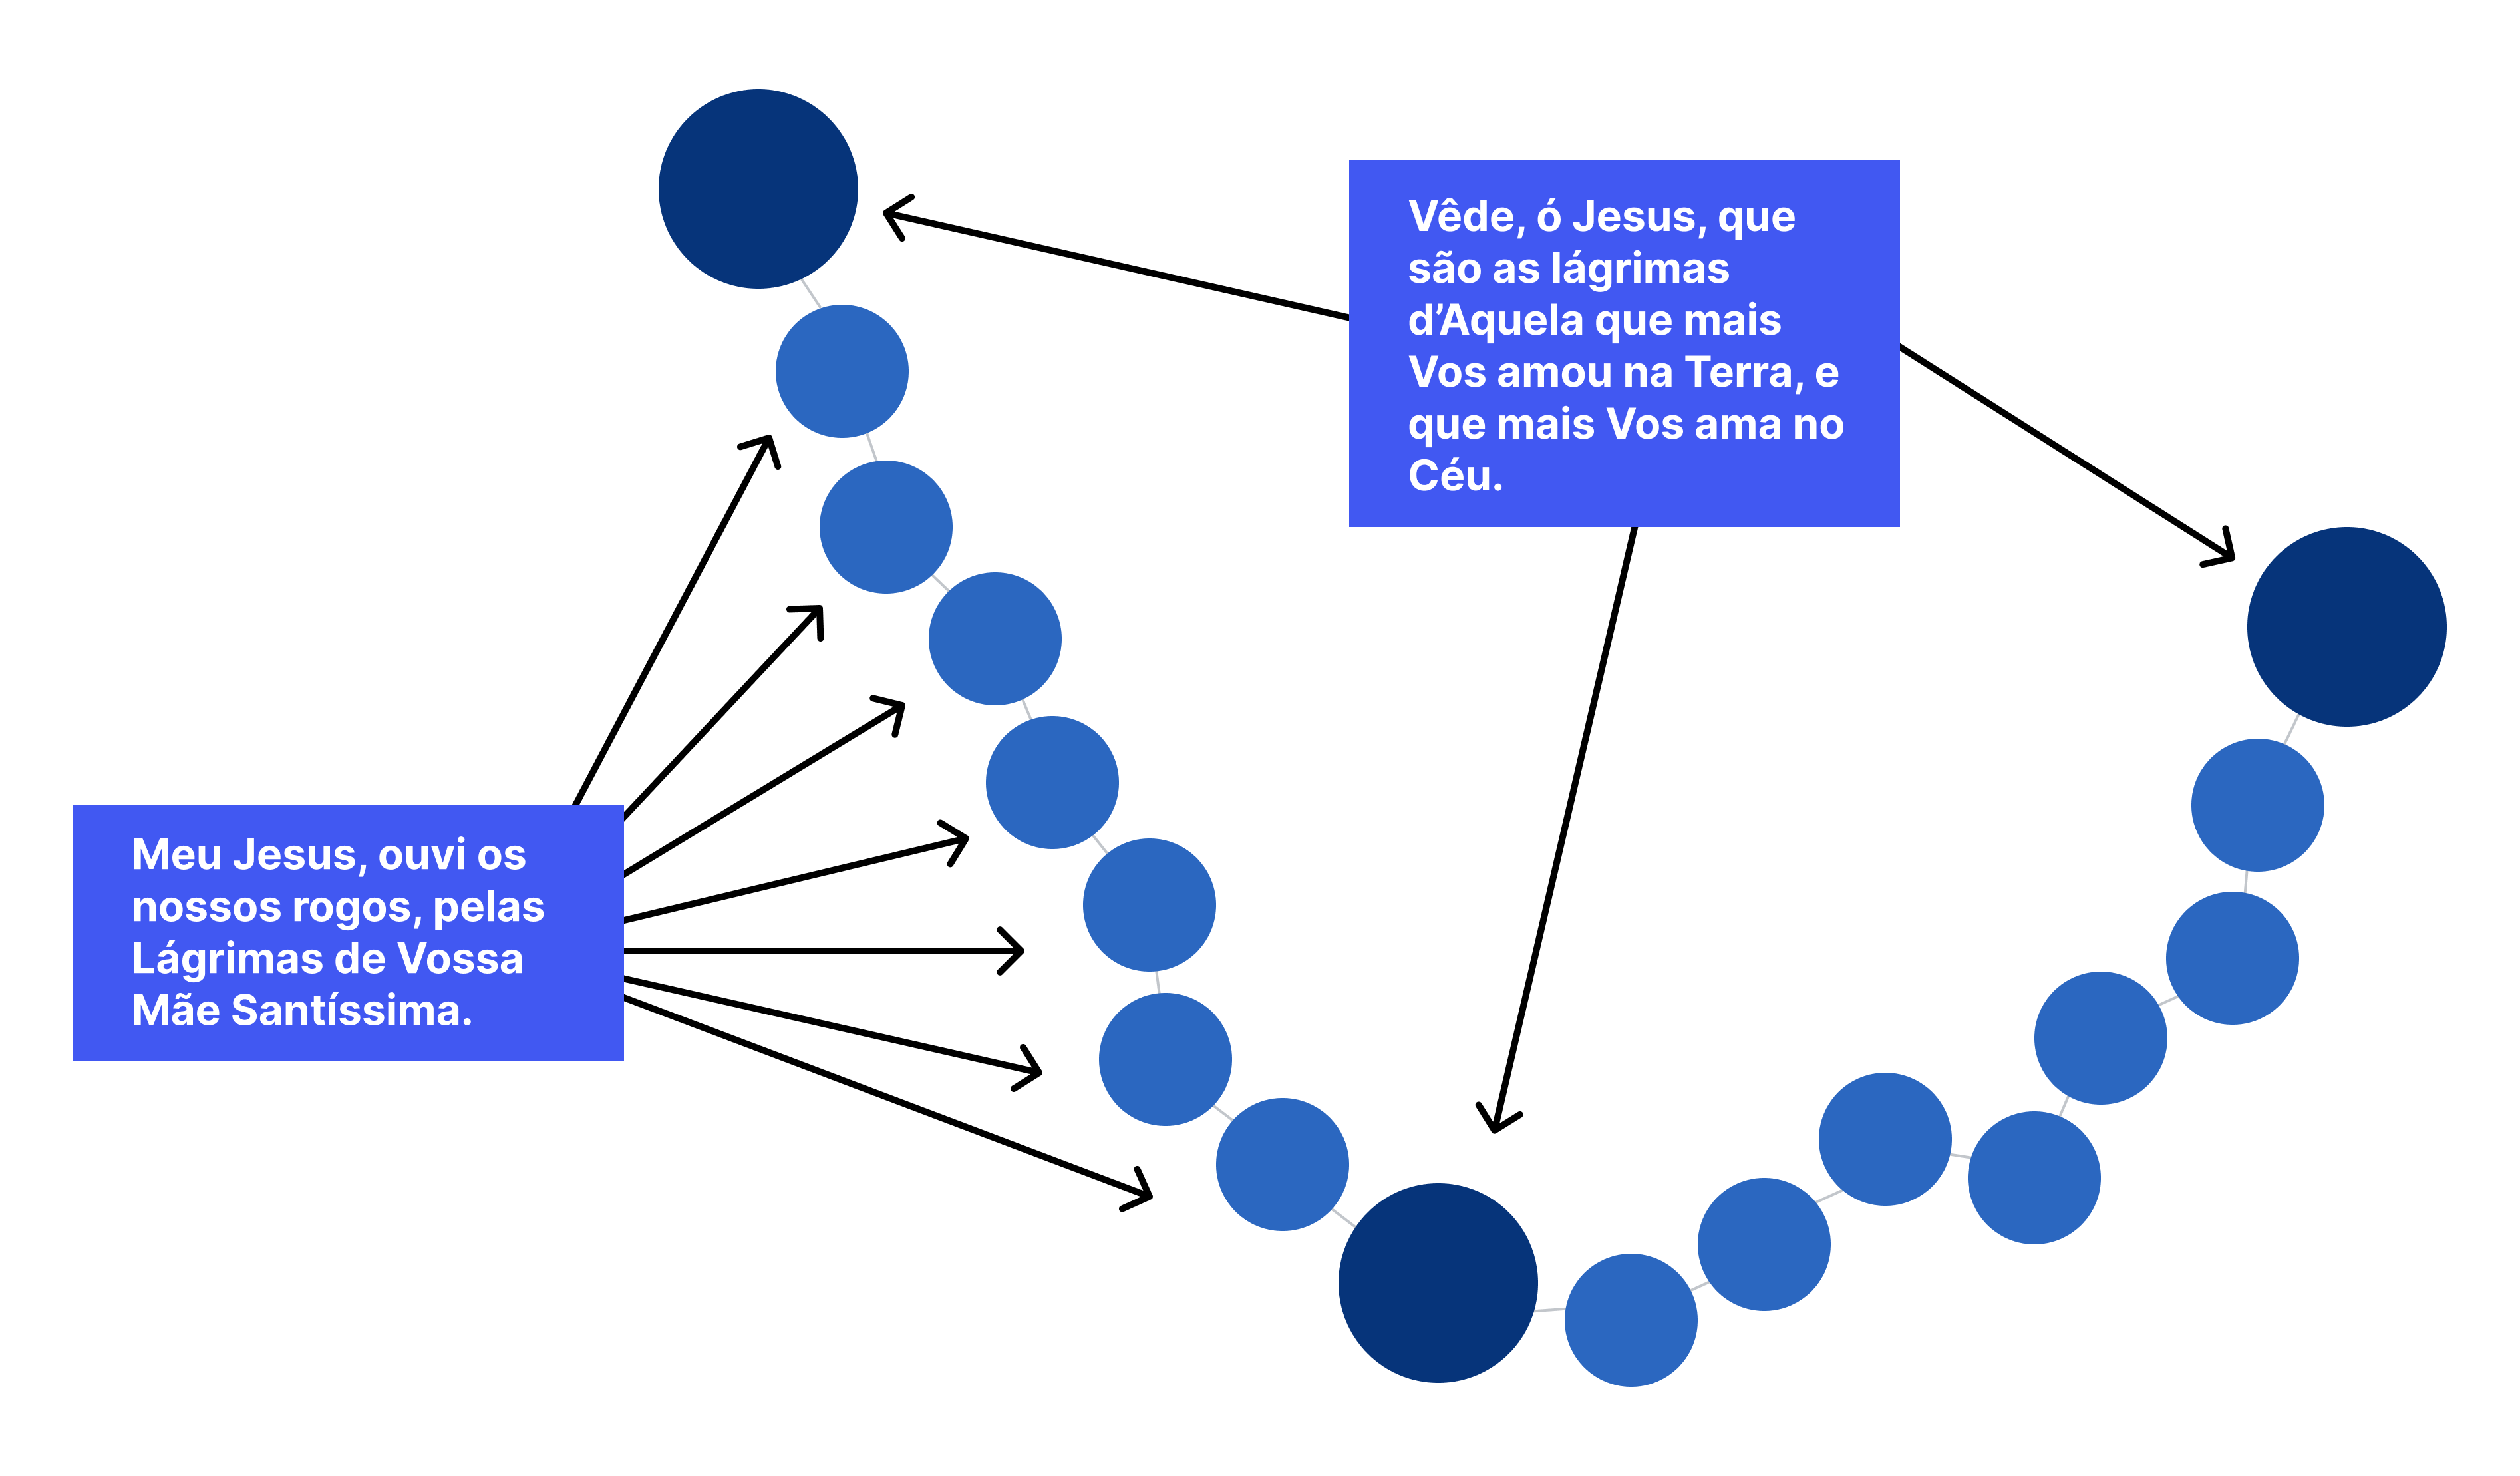 Vêde, ó Jesus, que
são as lágrimas
d’Aquela que mais
Vos amou na Terra, e
que mais Vos ama no
Céu.
Meu Jesus, ouvi os
nossos rogos, pelas
Lágrimas de Vossa
Mãe Santíssima.